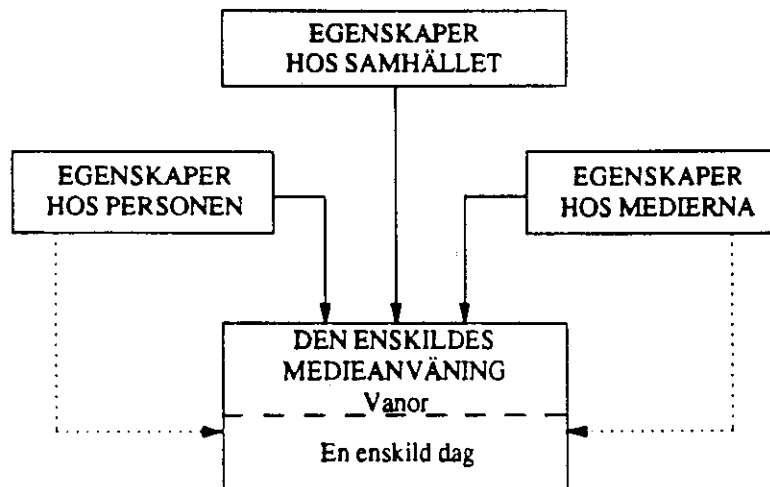 EGENSKAPER
HOS SAMHÄLLET
EGENSKAPER
HOS PERSONEN
EGENSKAPER
HOS MEDIERNA
DEN ENSKILDES
MEDIEANVÄNING
Vanor
En enskild dag